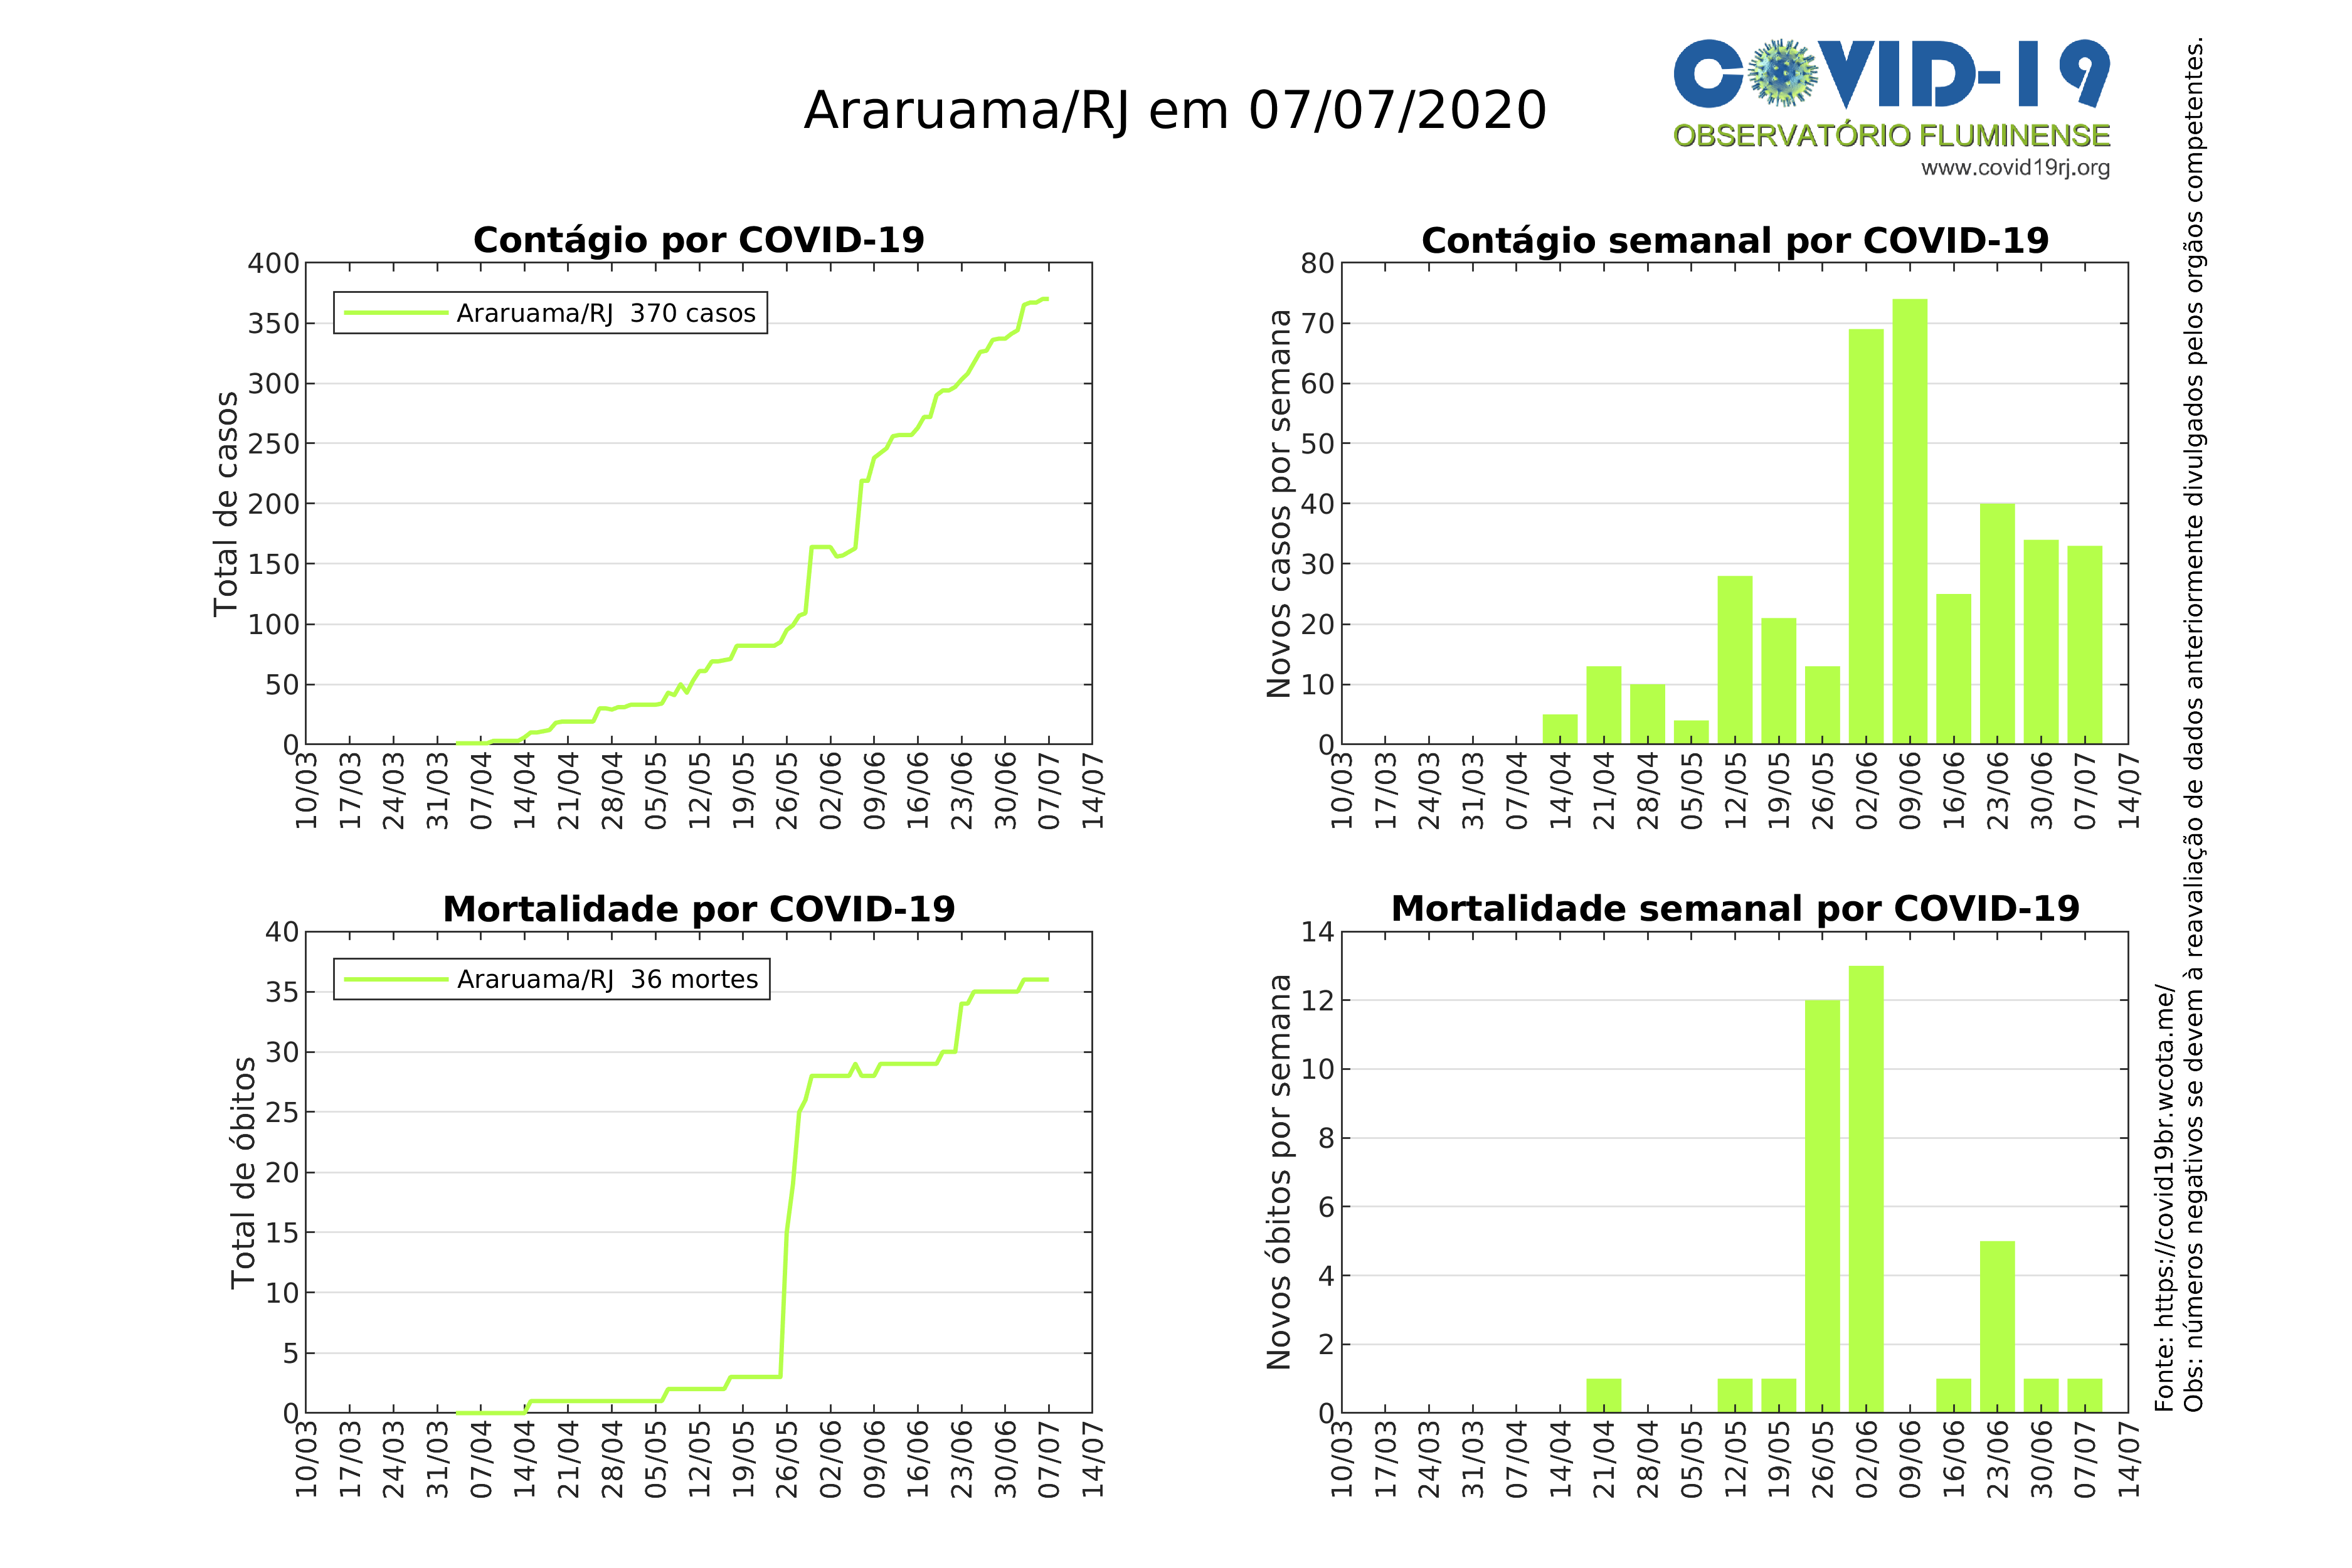 Araruama/RJ em 07/07/2020
COVID-19
OBSERVATÓRIO FLUMINENSE
www.covid19rj.org
Contágio por COVID-19
Total de casos
400
350
300
250
200
150
100
50
0
Araruama/RJ 370 casos
10/03 17/03 24/03 31/03 07/04 14/04 21/04 28/04 05/05 12/05 19/05 26/05 02/06 09/06 16/06 23/06 30/06 07/07 14/07
Contágio semanal por COVID-19
Novos casos por semana
80
70
60
50
40
30
20
10
0
10/03 17/03 24/03 31/03 07/04 14/04 21/04 28/04 05/05 12/05 19/05 26/05 02/06 09/06 16/06 23/06 30/06 07/07 14/07
Mortalidade por COVID-19
Total de óbitos
40
35
30
25
20
15
10
5
0
Araruama/RJ 36 mortes
10/03 17/03 24/03 31/03 07/04 14/04 21/04 28/04 05/05 12/05 19/05 26/05 02/06 09/06 16/06 23/06 30/06 07/07 14/07
Mortalidade semanal por COVID-19
Novos óbitos por semana
14
12
10
8
6
4
2
0
10/03 17/03 24/03 31/03 07/04 14/04 21/04 28/04 05/05 12/05 19/05 26/05 02/06 09/06 16/06 23/06 30/06 07/07 14/07
Fonte: https://covid19br.wcota.me/
Obs: números negativos se devem à reavaliação de dados anteriormente divulgados pelos orgãos competentes.